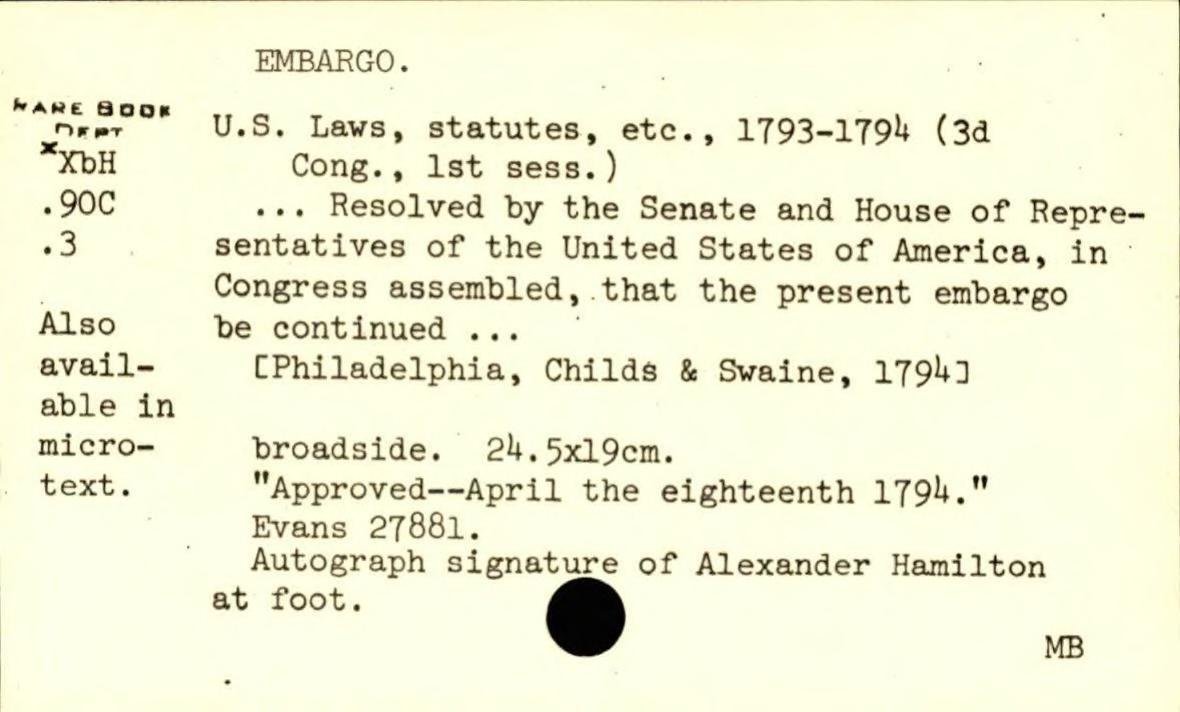 EMBARGO.
RARE BOOK
DEPT
xXbH
.90C
.3
Also
avail-
able in
micro-
text.
U.S. Laws, statutes, etc., 1793-1794 (3d
Cong., 1st sess.)
... Resolved by the Senate and House of Repre-
sentatives of the United States of America, in
Congress assembled, that the present embargo
be continued ...
[Philadelphia, Childs & Swaine, 1794]
broadside. 24.5x19cm.
"Approved--April the eighteenth 1794."
Evans 27881.
Autograph signature of Alexander Hamilton
at foot.
MB